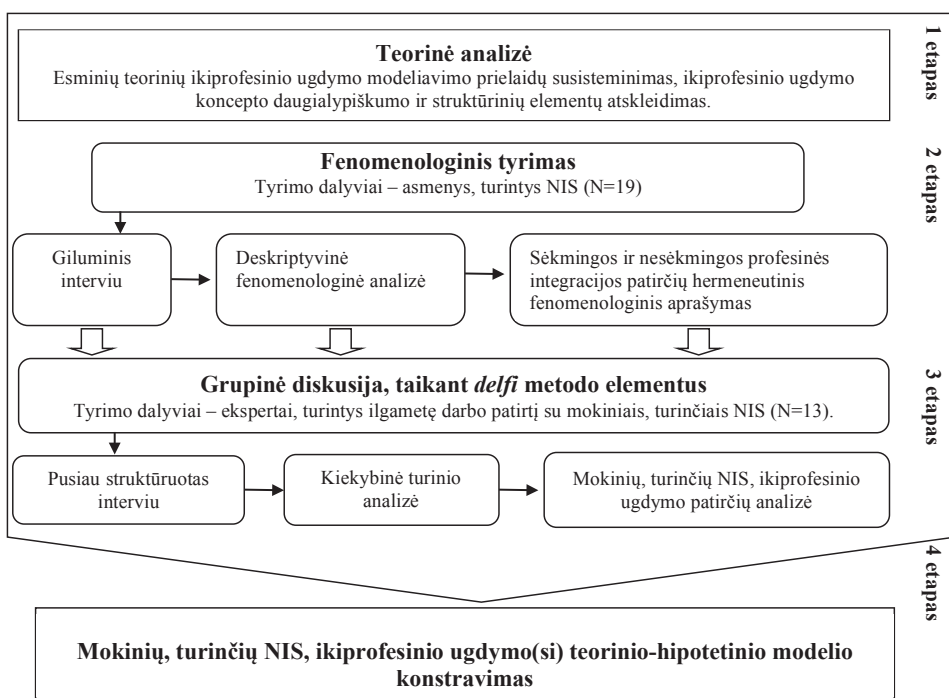 Teorinė analizė
Esminių teorinių ikiprofesinio ugdymo modeliavimo prielaidų susisteminimas, ikiprofesinio ugdymo
koncepto daugialypiškumo ir struktūrinių elementų atskleidimas.
1 etapas
Fenomenologinis tyrimas
Tyrimo dalyviai – asmenys, turintys NIS (N=19)
2 etapas
Giluminis
interviu
Deskriptyvinė
fenomenologinė analizė
Sėkmingos ir nesėkmingos profesinės
integracijos patirčių hermeneutinis
fenomenologinis aprašymas
Grupinė diskusija, taikant delfi metodo elementus
Tyrimo dalyviai – ekspertai, turintys ilgametę darbo patirtį su mokiniais, turinčiais NIS (N=13).
3 etapas
Pusiau struktūruotas
interviu
Kiekybinė turinio
analizė
Mokinių, turinčių NIS, ikiprofesinio
ugdymo patirčių analizė
4 etapas
Mokinių, turinčių NIS, ikiprofesinio ugdymo(si) teorinio-hipotetinio modelio
konstravimas